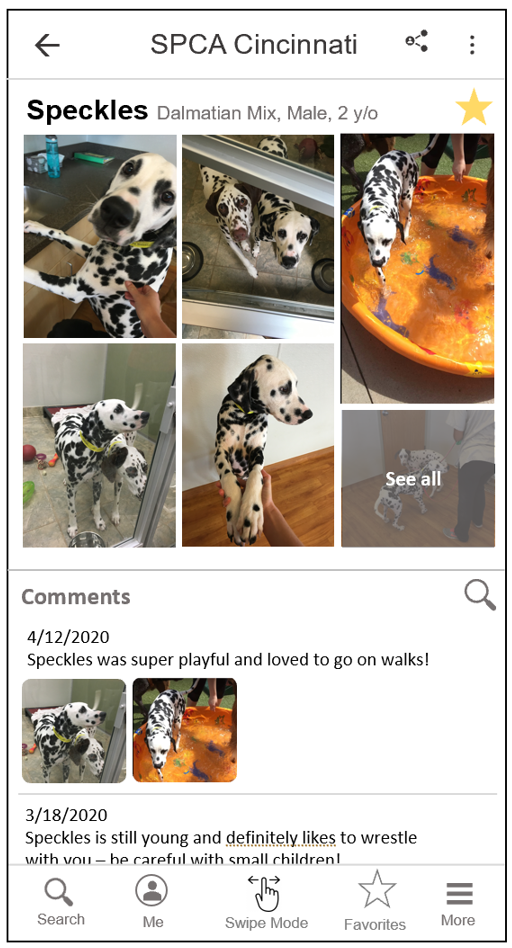 SPCA Cincinnati
Speckles Dalmatian Mix, Male, 2 y/o
See all
Comments
4/12/2020
Speckles was super playful and loved to go on walks!
3/18/2020
Speckles is still young and definitely likes to wrestle
with you – be careful with small children!
Search
Me
Swipe Mode
Favorites
More